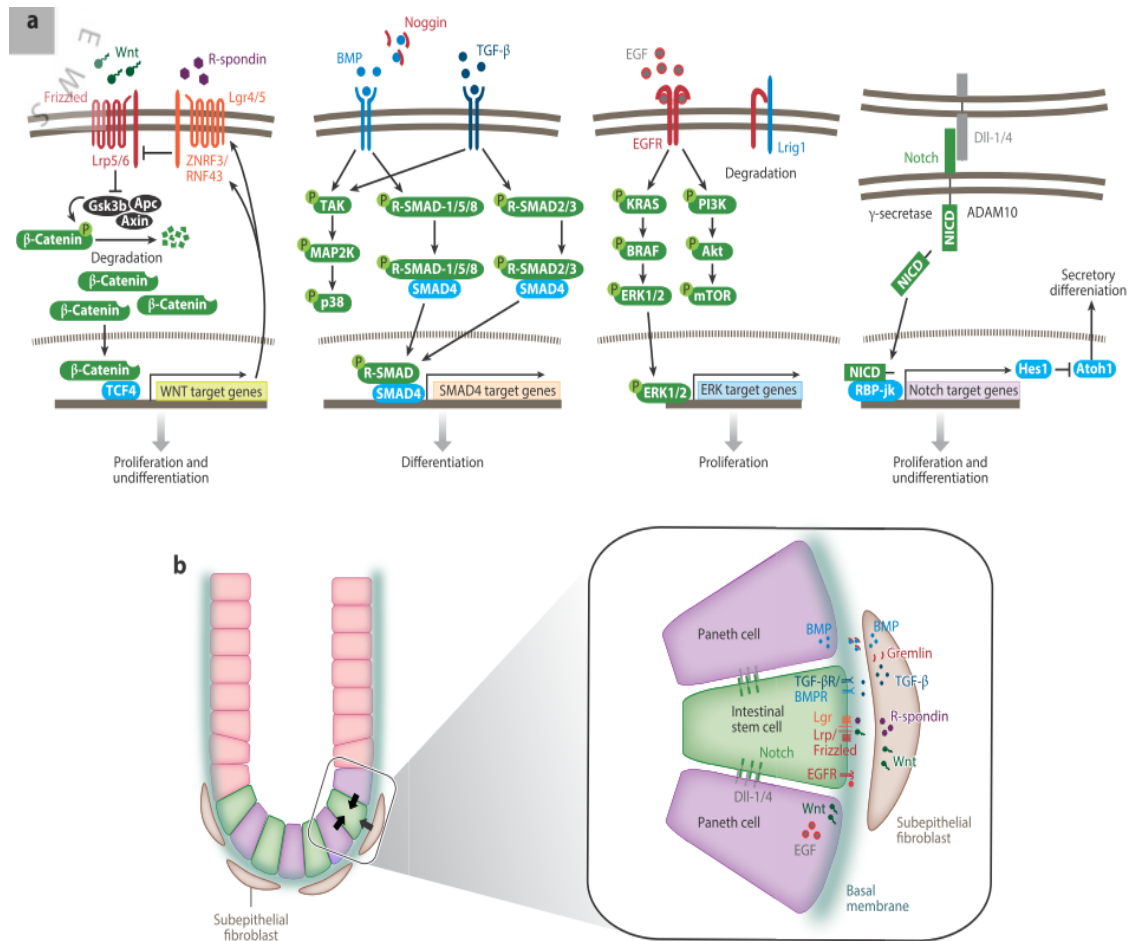 a
E
W
S
Wnt
R-spondin
Frizzled
Lgr4/5
Lrp5/6
ZNRF3/
RNF43
Gsk3b
Apc
Axin
β-Catenin
P
Degradation
β-Catenin
β-Catenin
β-Catenin
β-Catenin
TCF4
WNT target genes
Proliferation and
undifferentiation
Noggin
BMP
TGF-β
P
TAK
P
R-SMAD-1/5/8
P
R-SMAD2/3
P
MAP2K
P
R-SMAD-1/5/8
SMAD4
P
R-SMAD2/3
SMAD4
P
p38
P
R-SMAD
SMAD4
SMAD4 target genes
Differentiation
EGF
EGFR
Lrig1
Degradation
P
KRAS
P
PI3K
P
BRAF
P
Akt
P
ERK1/2
P
mTOR
P
ERK1/2
ERK target genes
Proliferation
Dll-1/4
Notch
γ-secretase
NICD
ADAM10
NICD
Secretory
differeniation
NICD
RBP-jk
Notch target genes
Hes1
Atoh1
Proliferation and
undifferentiation
b
Subepithelial
fibroblast
Paneth cell
BMP
BMP
Gremlin
TGF-βR/
BMPR
TGF-β
Intestinal
stem cell
Lgr
Lrp/
Frizzled
R-spondin
Notch
Wnt
EGFR
Dll-1/4
Paneth cell
Wnt
EGF
Subepithelial
fibroblast
Basal
membrane